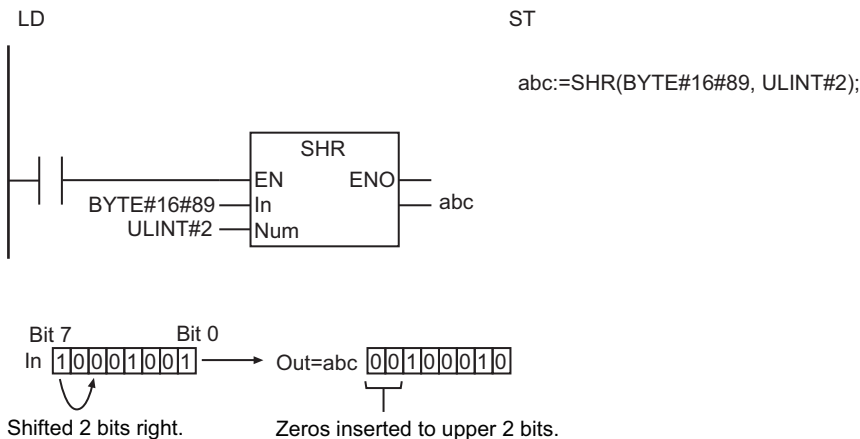 LD
ST
abc:=SHR(BYTE#16#89, ULINT#2);
SHR
EN ENO
BYTE#16#89 In abc
ULINT#2 Num
Bit 7 Bit 0
In 1 0 0 0 1 0 0 1 Out=abc 0 0 1 0 0 0 1 0
Shifted 2 bits right. Zeros inserted to upper 2 bits.